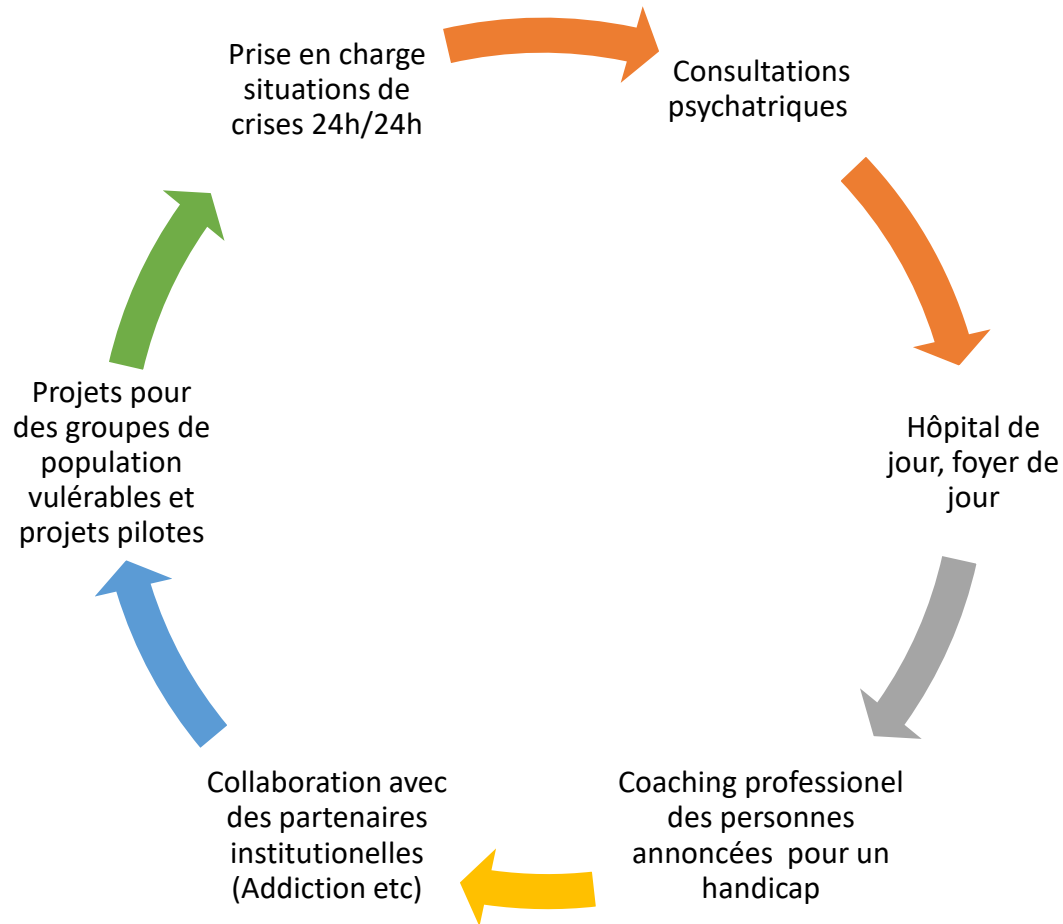 Prise en charge
situations de
crises 24h/24h
Consultations
psychatriques
Hôpital de
jour, foyer de
jour
Coaching professionel
des personnes
annoncées  pour un
handicap
Collaboration avec
des partenaires
institutionelles
(Addiction etc)
Projets pour
des groupes de
population
vulérables et
projets pilotes